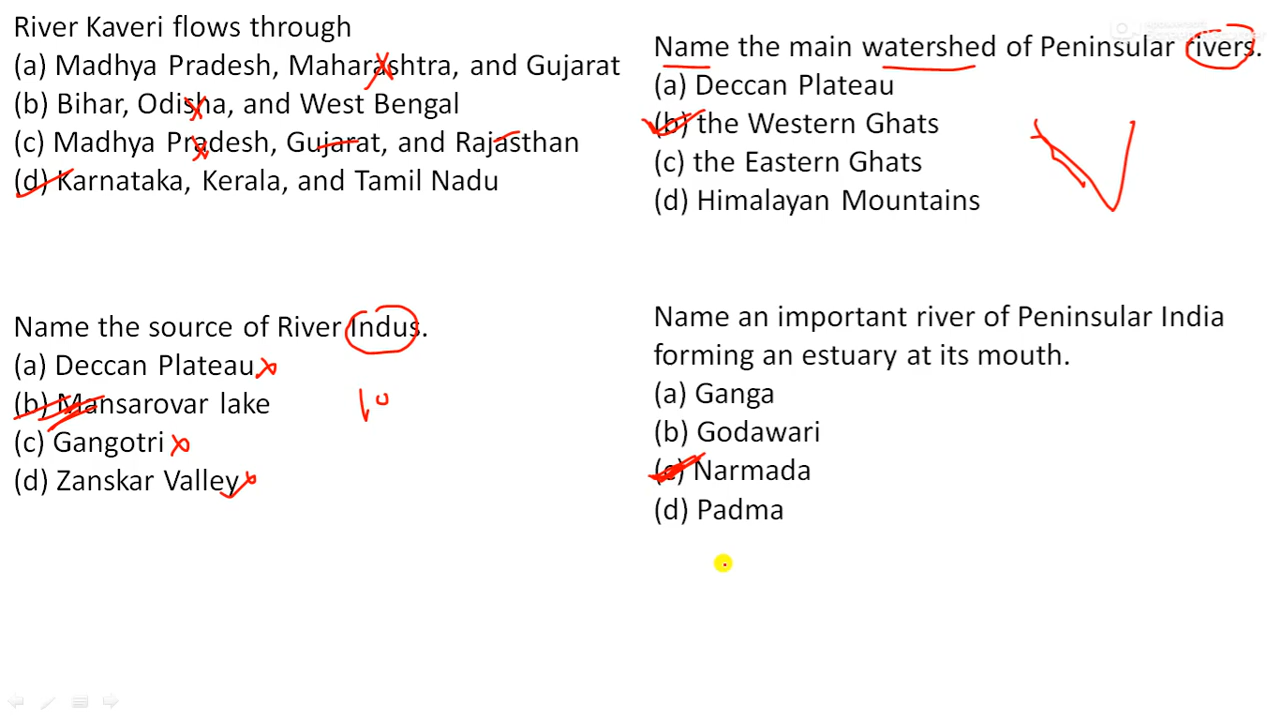 River Kaveri flows through
(a) Madhya Pradesh, Maharashtra, and Gujarat
(b) Bihar, Odisha, and West Bengal
(c) Madhya Pradesh, Gujarat, and Rajasthan
(d) Karnataka, Kerala, and Tamil Nadu
Name the main watershed of Peninsular rivers.
(a) Deccan Plateau
(b) the Western Ghats
(c) the Eastern Ghats
(d) Himalayan Mountains
Name the source of River Indus.
(a) Deccan Plateau
(b) Mansarovar lake
(c) Gangotri
(d) Zanskar Valley
Name an important river of Peninsular India
forming an estuary at its mouth.
(a) Ganga
(b) Godawari
(c) Narmada
(d) Padma